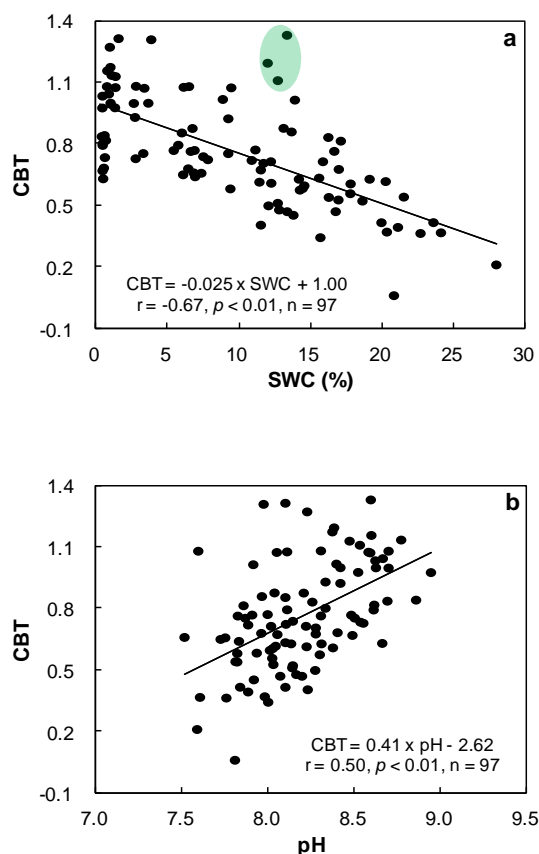 a
1.4
1.1
0.8
0.5
0.2
-0.1
CBT
CBT = -0.025 x SWC + 1.00
r = -0.67, p < 0.01, n = 97
0 5 10 15 20 25 30
SWC (%)
b
1.4
1.1
0.8
0.5
0.2
-0.1
CBT
CBT = 0.41 x pH - 2.62
r = 0.50, p < 0.01, n = 97
7.0 7.5 8.0 8.5 9.0 9.5
pH